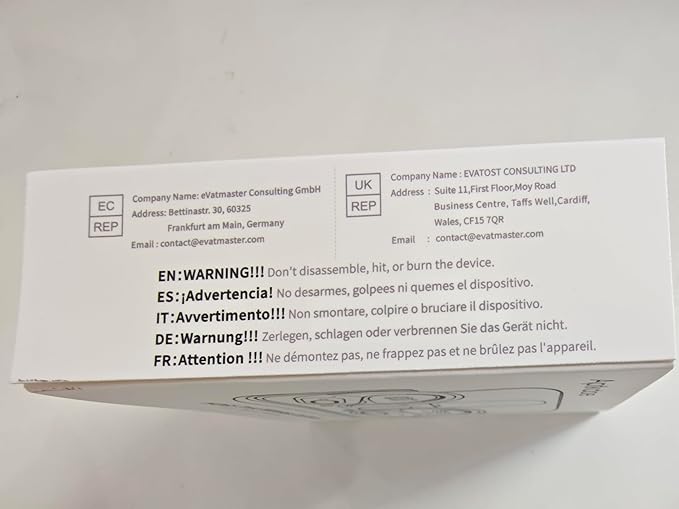 EC
REP
Company Name: eVatmaster Consulting GmbH
Address: Bettinastr. 30, 60325
Frankfurt am Main, Germany
Email : contact@evatmaster.com
UK
REP
Company Name : EVATOST CONSULTING LTD
Address : Suite 11,First Floor,Moy Road
Business Centre, Taffs Well,Cardiff,
Wales, CF15 7QR
Email : contact@evatmaster.com
EN:WARNING!!! Don't disassemble, hit, or burn the device.
ES:¡Advertencia! No desarmes, golpees ni quemes el dispositivo.
IT:Avvertimento!!! Non smontare, colpire o bruciare il dispositivo.
DE:Warnung!!! Zerlegen, schlagen oder verbrennen Sie das Gerät nicht.
FR:Attention !!! Ne démontez pas, ne frappez pas et ne brûlez pas l'appareil.